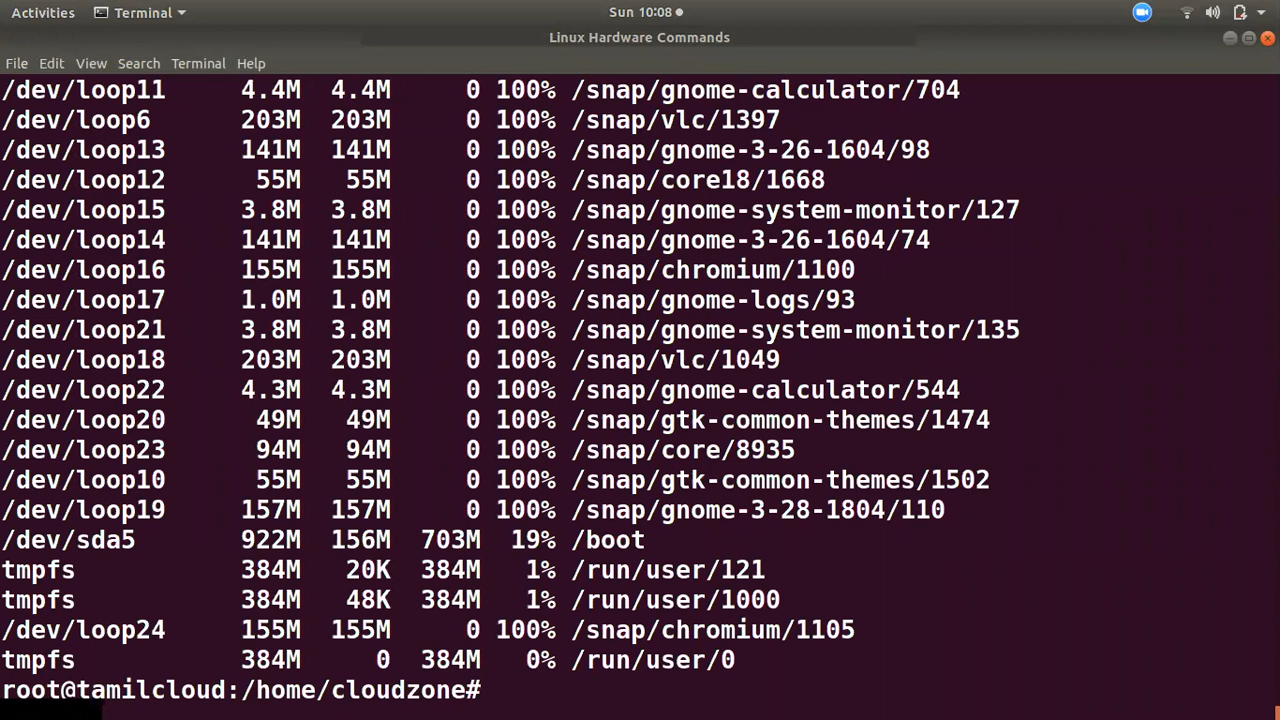 Activities Terminal Sun 10:08
Linux Hardware Commands
File Edit View Search Terminal Help
/dev/loop11 4.4M 4.4M 0 100% /snap/gnome-calculator/704
/dev/loop6 203M 203M 0 100% /snap/vlc/1397
/dev/loop13 141M 141M 0 100% /snap/gnome-3-26-1604/98
/dev/loop12 55M 55M 0 100% /snap/core18/1668
/dev/loop15 3.8M 3.8M 0 100% /snap/gnome-system-monitor/127
/dev/loop14 141M 141M 0 100% /snap/gnome-3-26-1604/74
/dev/loop16 155M 155M 0 100% /snap/chromium/1100
/dev/loop17 1.0M 1.0M 0 100% /snap/gnome-logs/93
/dev/loop21 3.8M 3.8M 0 100% /snap/gnome-system-monitor/135
/dev/loop18 203M 203M 0 100% /snap/vlc/1049
/dev/loop22 4.3M 4.3M 0 100% /snap/gnome-calculator/544
/dev/loop20 49M 49M 0 100% /snap/gtk-common-themes/1474
/dev/loop23 94M 94M 0 100% /snap/core/8935
/dev/loop10 55M 55M 0 100% /snap/gtk-common-themes/1502
/dev/loop19 157M 157M 0 100% /snap/gnome-3-28-1804/110
/dev/sda5 922M 156M 703M 19% /boot
tmpfs 384M 20K 384M 1% /run/user/121
tmpfs 384M 48K 384M 1% /run/user/1000
/dev/loop24 155M 155M 0 100% /snap/chromium/1105
tmpfs 384M 0 384M 0% /run/user/0
root@tamilcloud:/home/cloudzone#